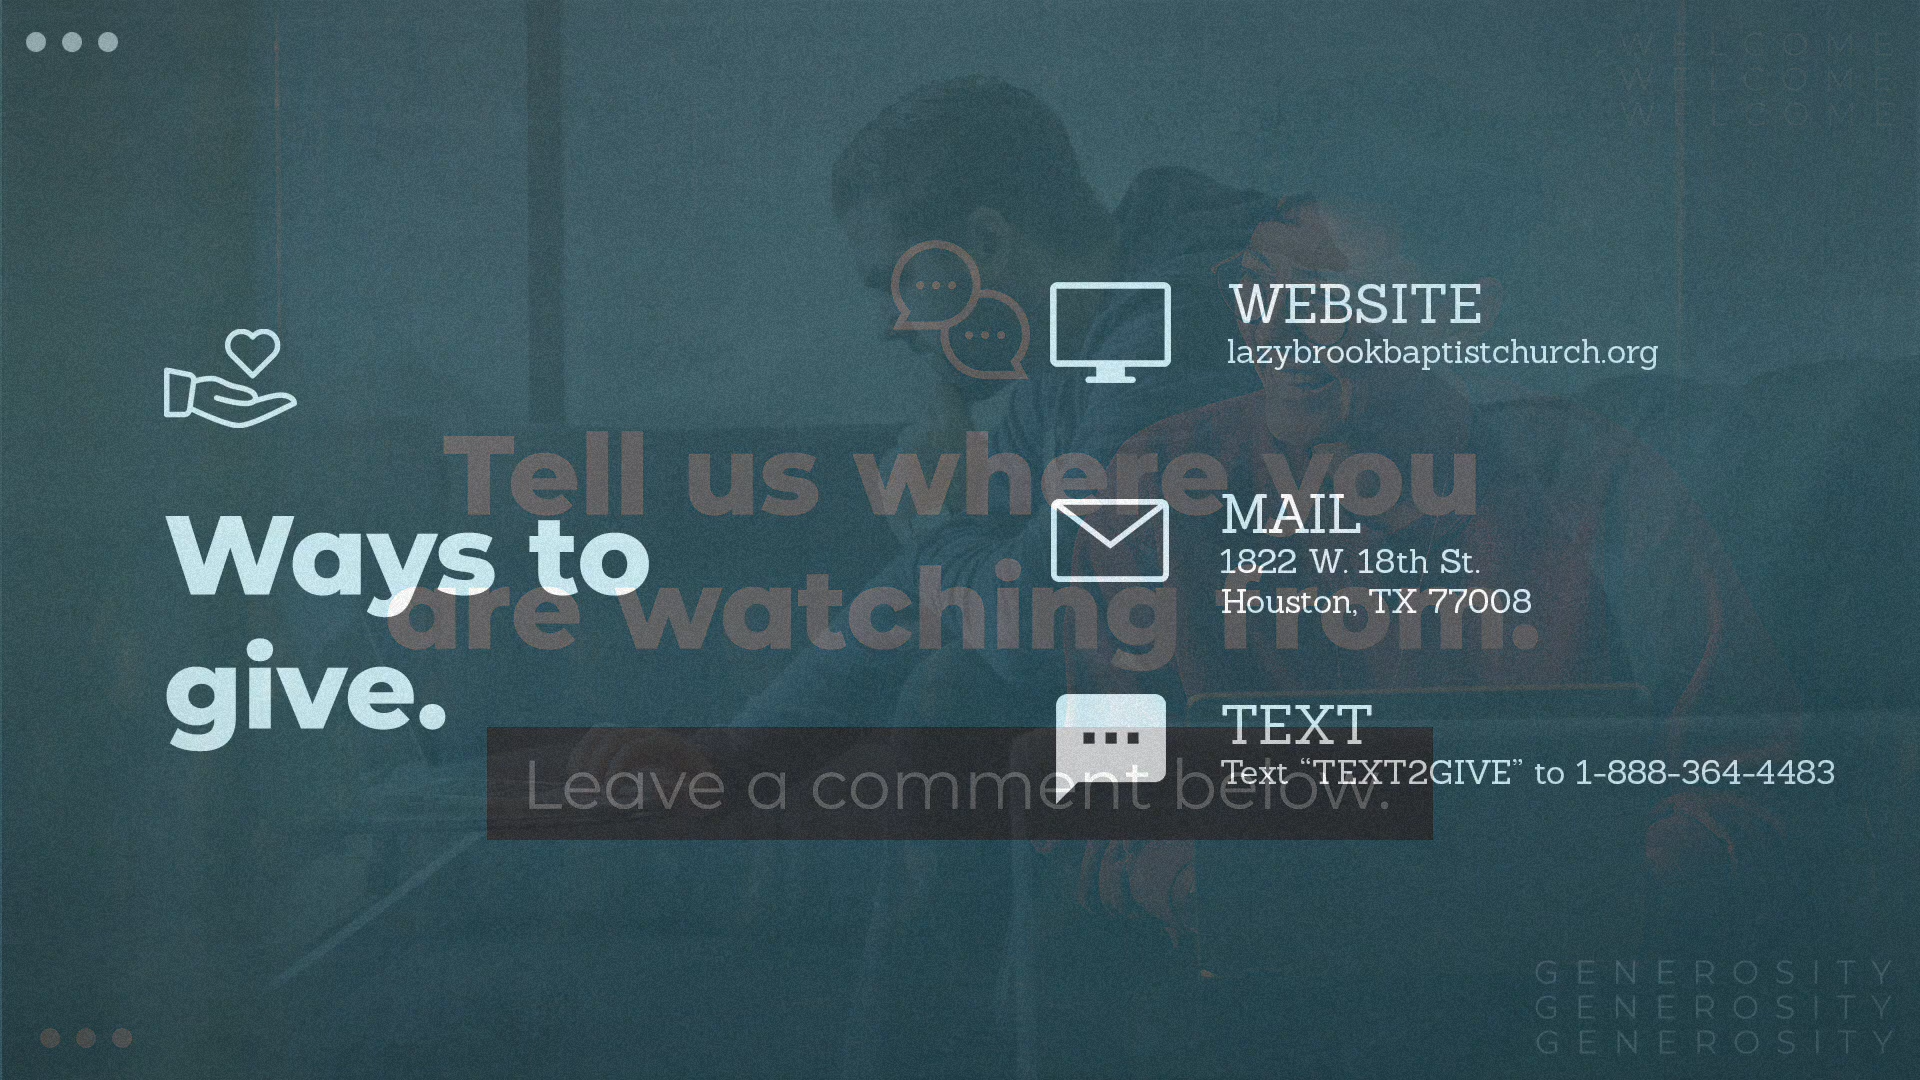 WELCOME
WELCOME
WELCOME
Ways to
give.
WEBSITE
lazybrookbaptistchurch.org
MAIL
1822 W. 18th St.
Houston, TX 77008
TEXT
Text “TEXT2GIVE” to 1-888-364-4483
Tell us where you
are watching from.
Leave a comment below.
GENEROSITY
GENEROSITY
GENEROSITY